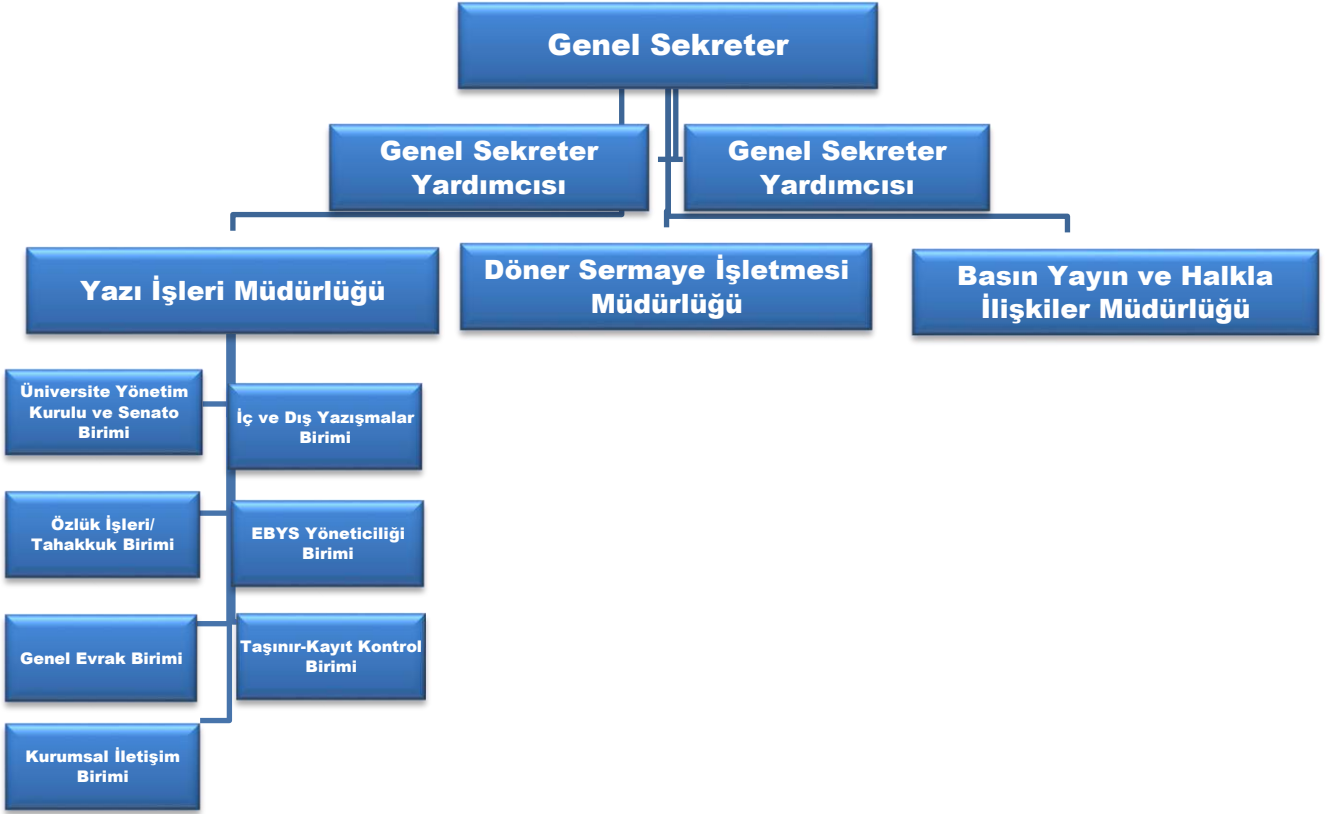 Genel Sekreter
Genel Sekreter
Yardımcısı
Genel Sekreter
Yardımcısı
Yazı İşleri Müdürlüğü
Döner Sermaye İşletmesi
Müdürlüğü
Basın Yayın ve Halkla
İlişkiler Müdürlüğü
Üniversite Yönetim
Kurulu ve Senato
Birimi
İç ve Dış Yazışmalar
Birimi
Özlük İşleri/
Tahakkuk Birimi
EBYS Yöneticiliği
Birimi
Genel Evrak Birimi
Taşınır-Kayıt Kontrol
Birimi
Kurumsal İletişim
Birimi